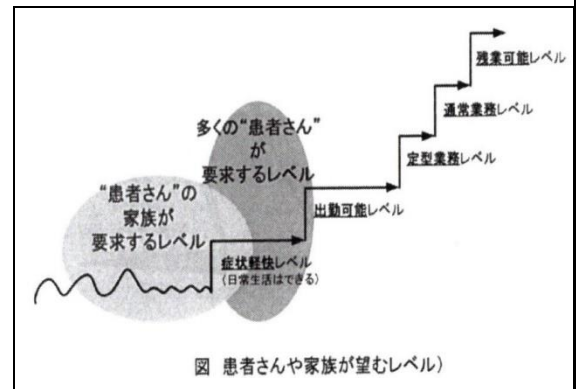 残業可能レベル
通常業務レベル
多くの“患者さん”
が
要求するレベル
定型業務レベル
“患者さん”の
家族が
要求するレベル
出勤可能レベル
症状軽快レベル
(日常生活はできる)
図 患者さんや家族が望むレベル)